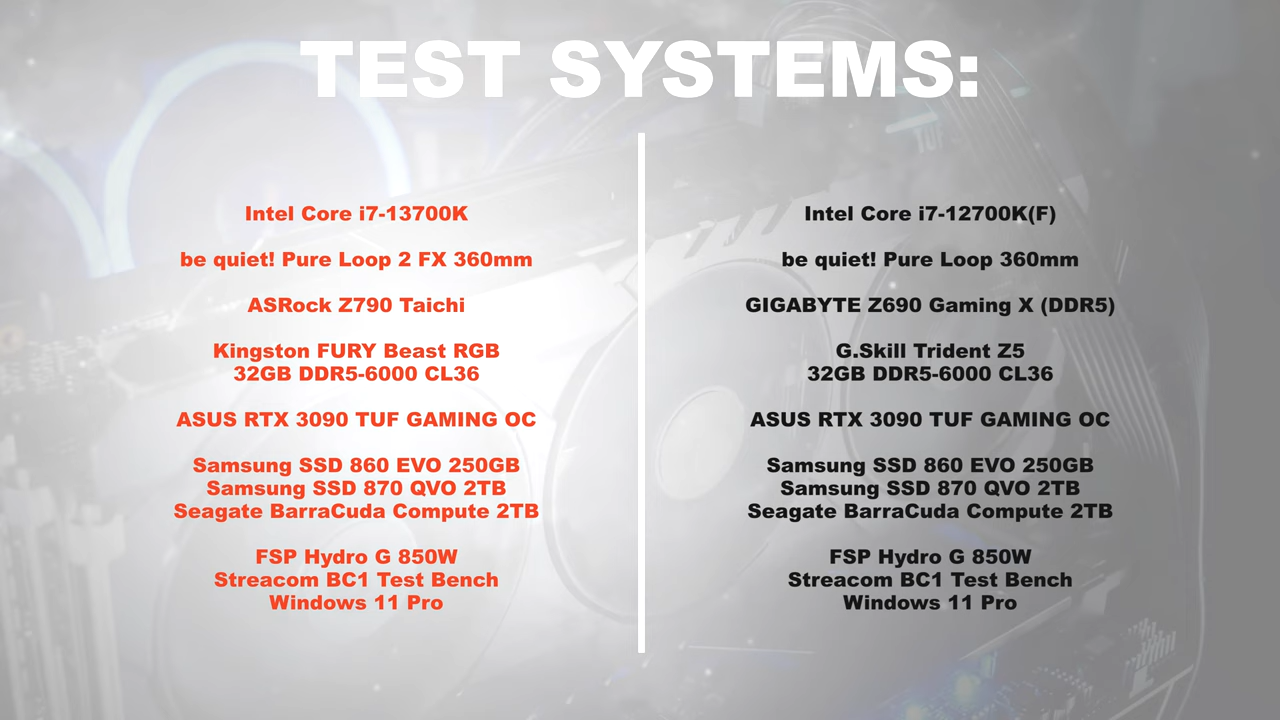 TEST SYSTEMS:
Intel Core i7-13700K
be quiet! Pure Loop 2 FX 360mm
ASRock Z790 Taichi
Kingston FURY Beast RGB
32GB DDR5-6000 CL36
ASUS RTX 3090 TUF GAMING OC
Samsung SSD 860 EVO 250GB
Samsung SSD 870 QVO 2TB
Seagate BarraCuda Compute 2TB
FSP Hydro G 850W
Streacom BC1 Test Bench
Windows 11 Pro
Intel Core i7-12700K(F)
be quiet! Pure Loop 360mm
GIGABYTE Z690 Gaming X (DDR5)
G.Skill Trident Z5
32GB DDR5-6000 CL36
ASUS RTX 3090 TUF GAMING OC
Samsung SSD 860 EVO 250GB
Samsung SSD 870 QVO 2TB
Seagate BarraCuda Compute 2TB
FSP Hydro G 850W
Streacom BC1 Test Bench
Windows 11 Pro